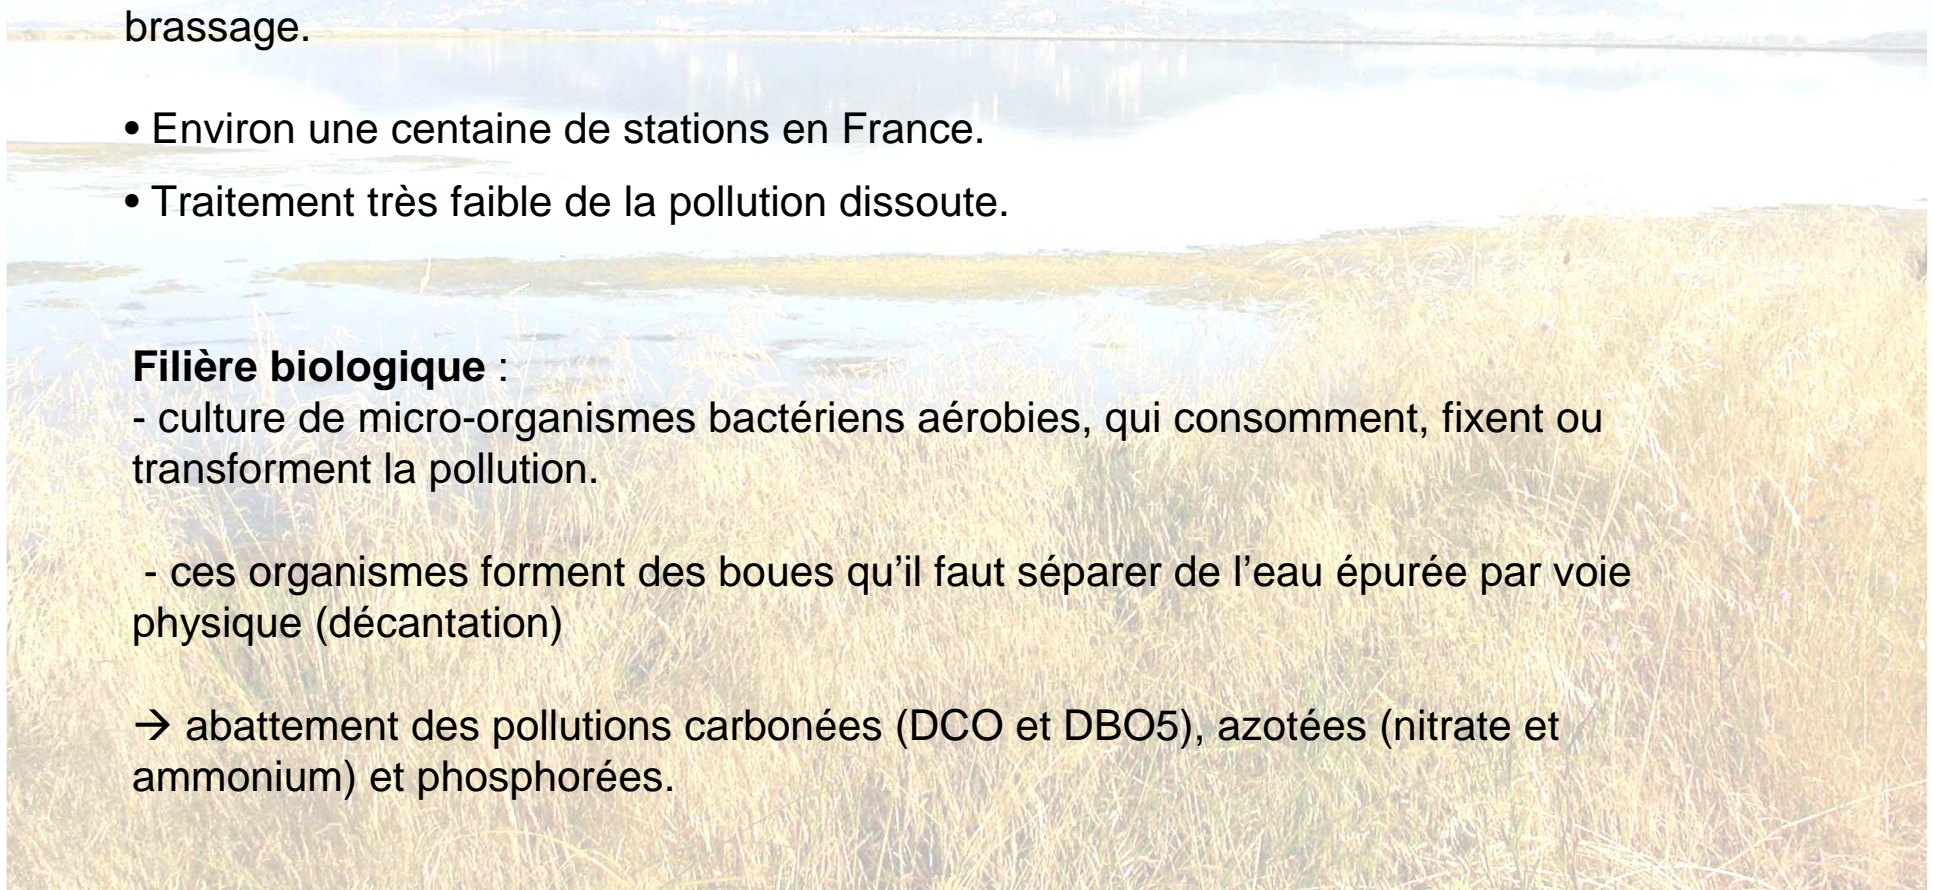 brassage.
• Environ une centaine de stations en France.
• Traitement très faible de la pollution dissoute.
Filière biologique :
- culture de micro-organismes bactériens aérobies, qui consomment, fixent ou
transforment la pollution.
- ces organismes forment des boues qu’il faut séparer de l’eau épurée par voie
physique (décantation)
→ abattement des pollutions carbonées (DCO et DBO5), azotées (nitrate et
ammonium) et phosphorées.